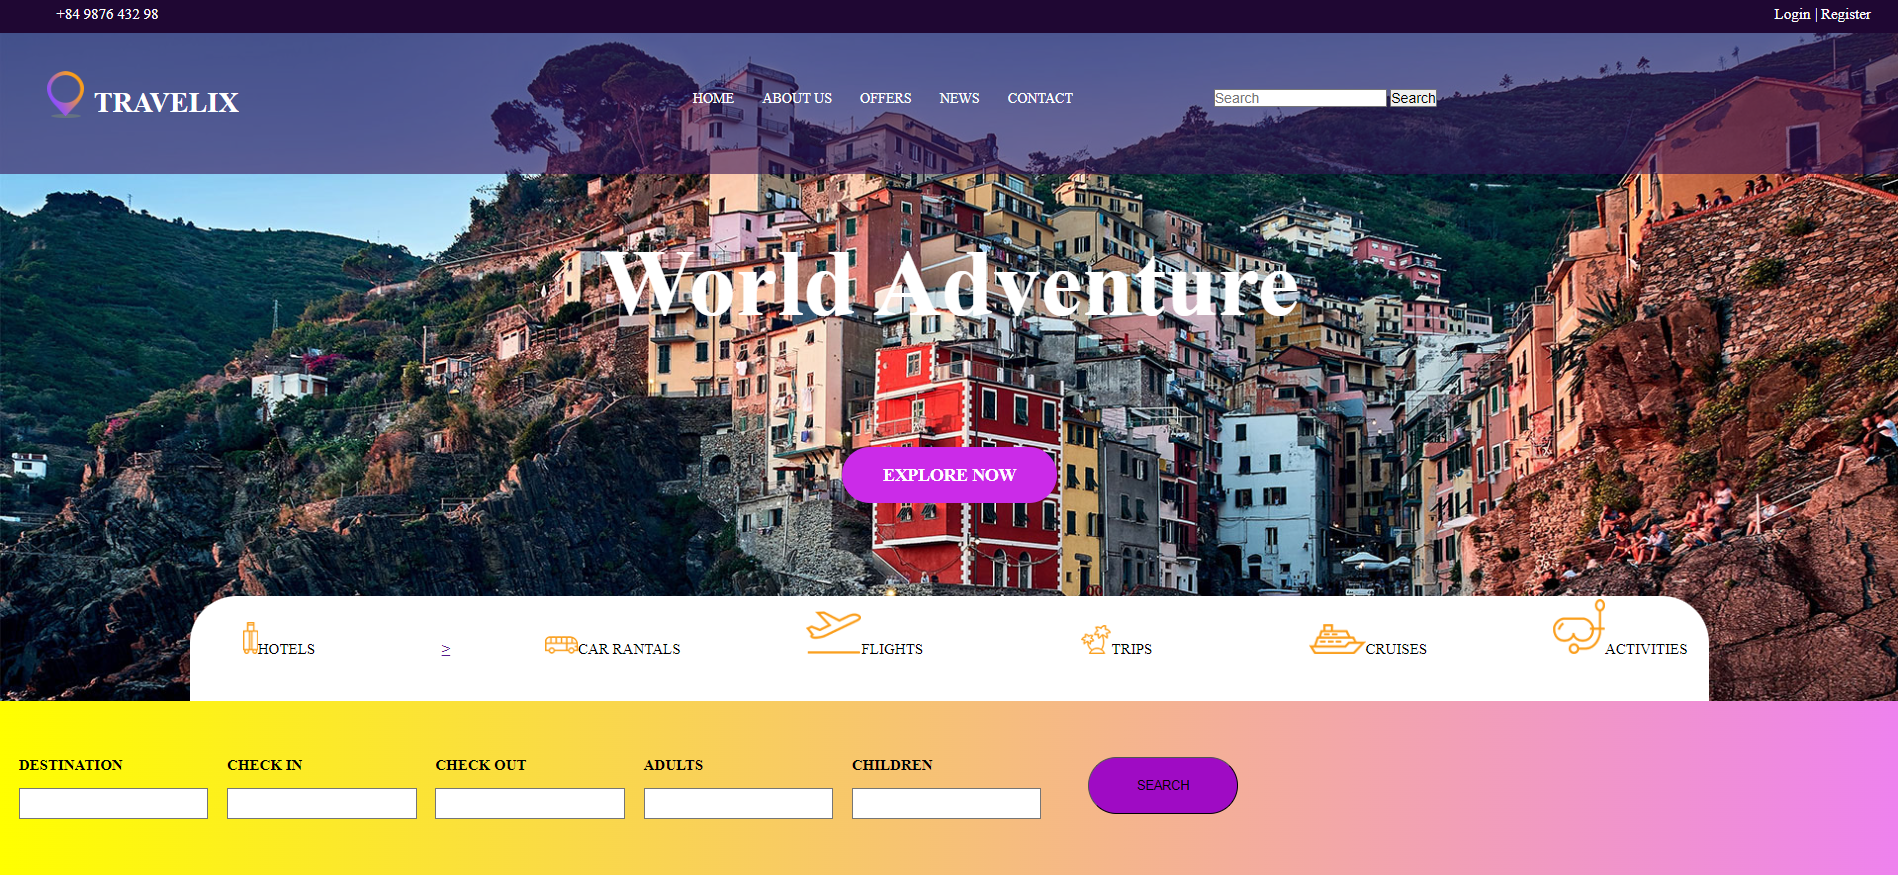 +84 9876 432 98
Login | Register
TRAVELIX
HOME ABOUT US OFFERS NEWS CONTACT
Search Search
World Adventure
EXPLORE NOW
HOTELS > CAR RANTALS FLIGHTS TRIPS CRUISES ACTIVITIES
DESTINATION CHECK IN CHECK OUT ADULTS CHILDREN
SEARCH